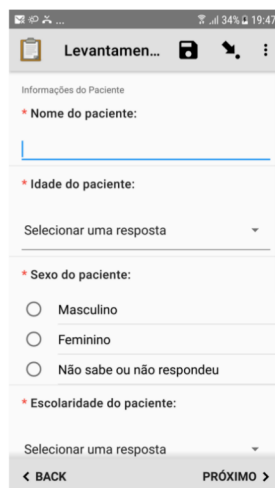 34% 19:47
Levantamen...
Informações do Paciente
* Nome do paciente:
* Idade do paciente:
Selecionar uma resposta
* Sexo do paciente:
Masculino
Feminino
Não sabe ou não respondeu
* Escolaridade do paciente:
Selecionar uma resposta
< BACK PRÓXIMO >